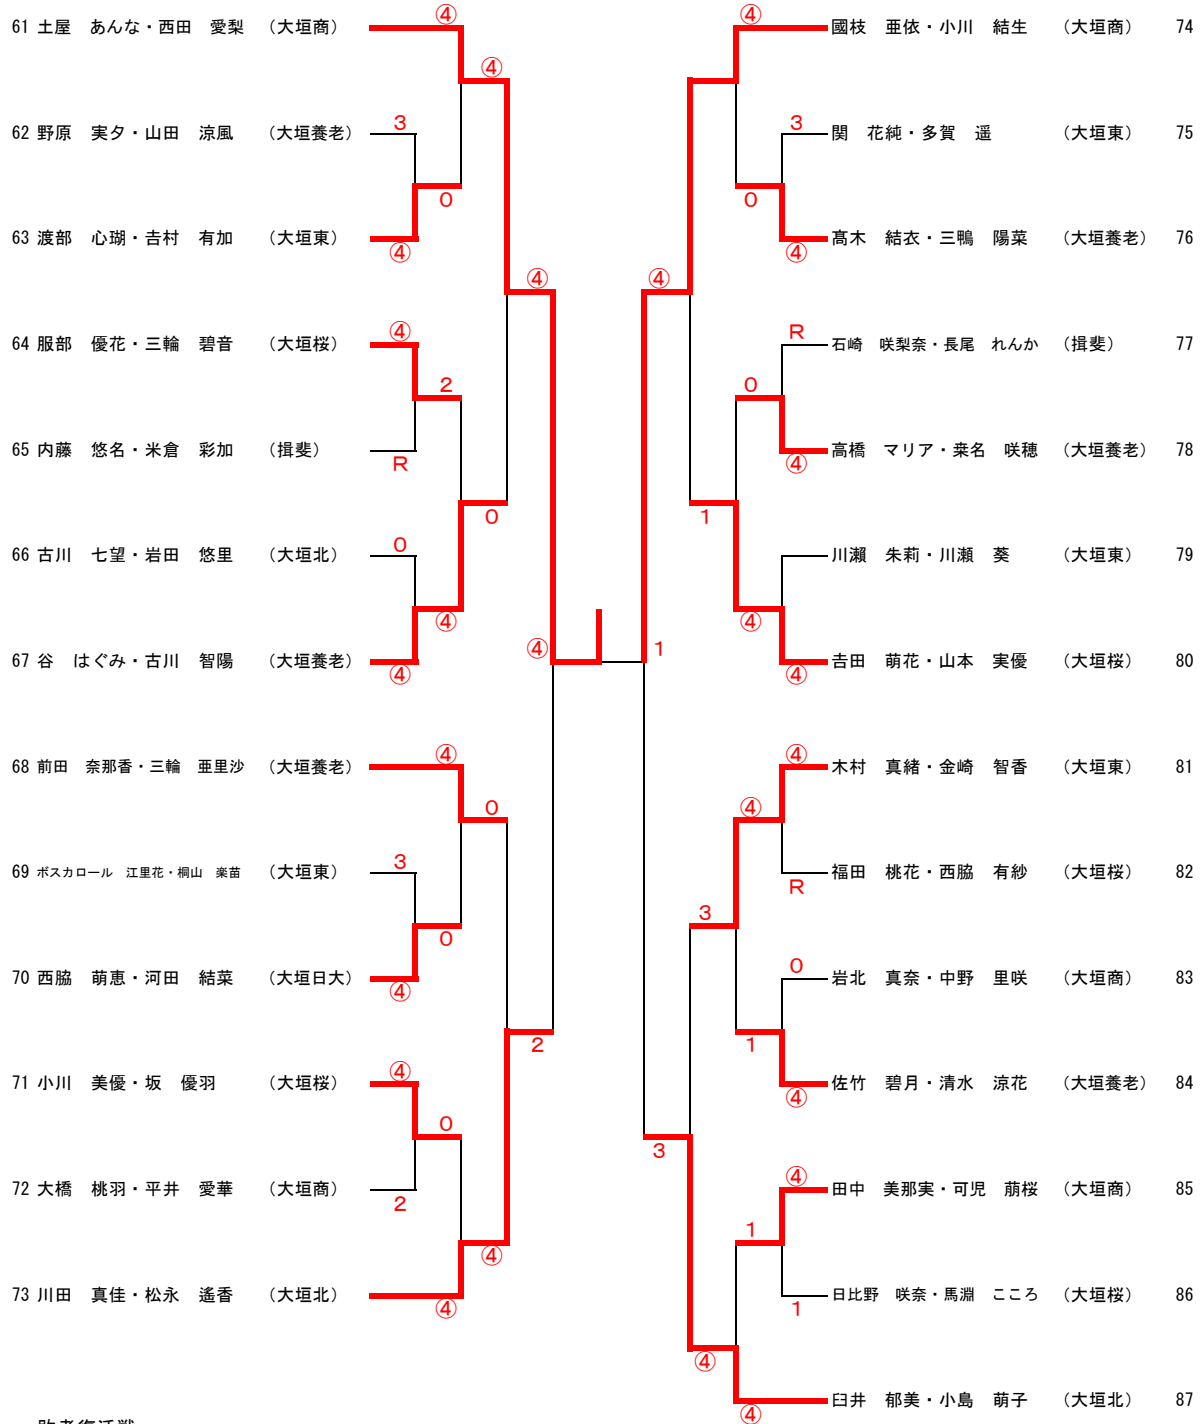 ④
④
61 土屋　あんな・西田　愛梨　（大垣商）
國枝　亜依・小川　結生　（大垣商）　74
④
3
3
62 野原　実夕・山田　涼風　（大垣養老）
関　花純・多賀　遥　（大垣東）　75
0
0
63 渡部　心瑚・吉村　有加　（大垣東）
髙木　結衣・三鴨　陽菜　（大垣養老）　76
④
④
④
④
④
R
64 服部　優花・三輪　碧音　（大垣桜）
石崎　咲梨奈・長尾　れんか　（揖斐）　77
2
0
65 内藤　悠名・米倉　彩加　（揖斐）
高橋　マリア・桒名　咲穂　（大垣養老）　78
R
④
0
1
0
66 古川　七望・岩田　悠里　（大垣北）
川瀨　朱莉・川瀬　葵　（大垣東）　79
④
④
④
1
67 谷　はぐみ・古川　智陽　（大垣養老）
吉田　萌花・山本　実優　（大垣桜）　80
④
④
④
④
68 前田　奈那香・三輪　亜里沙　（大垣養老）
木村　真緒・金崎　智香　（大垣東）　81
0
④
3
69 ボスカロール　江里花・桐山　楽苗　（大垣東）
福田　桃花・西脇　有紗　（大垣桜）　82
R
3
0
0
70 西脇　萌恵・河田　結菜　（大垣日大）
岩北　真奈・中野　里咲　（大垣商）　83
④
2
1
④
71 小川　美優・坂　優羽　（大垣桜）
佐竹　碧月・清水　涼花　（大垣養老）　84
④
0
3
④
72 大橋　桃羽・平井　愛華　（大垣商）
田中　美那実・可児　萠桜　（大垣商）　85
2
1
④
73 川田　真佳・松永　遙香　（大垣北）
日比野　咲奈・馬淵　こころ　（大垣桜）　86
④
1
④
臼井　郁美・小島　萌子　（大垣北）　87
④
敗者復活戦